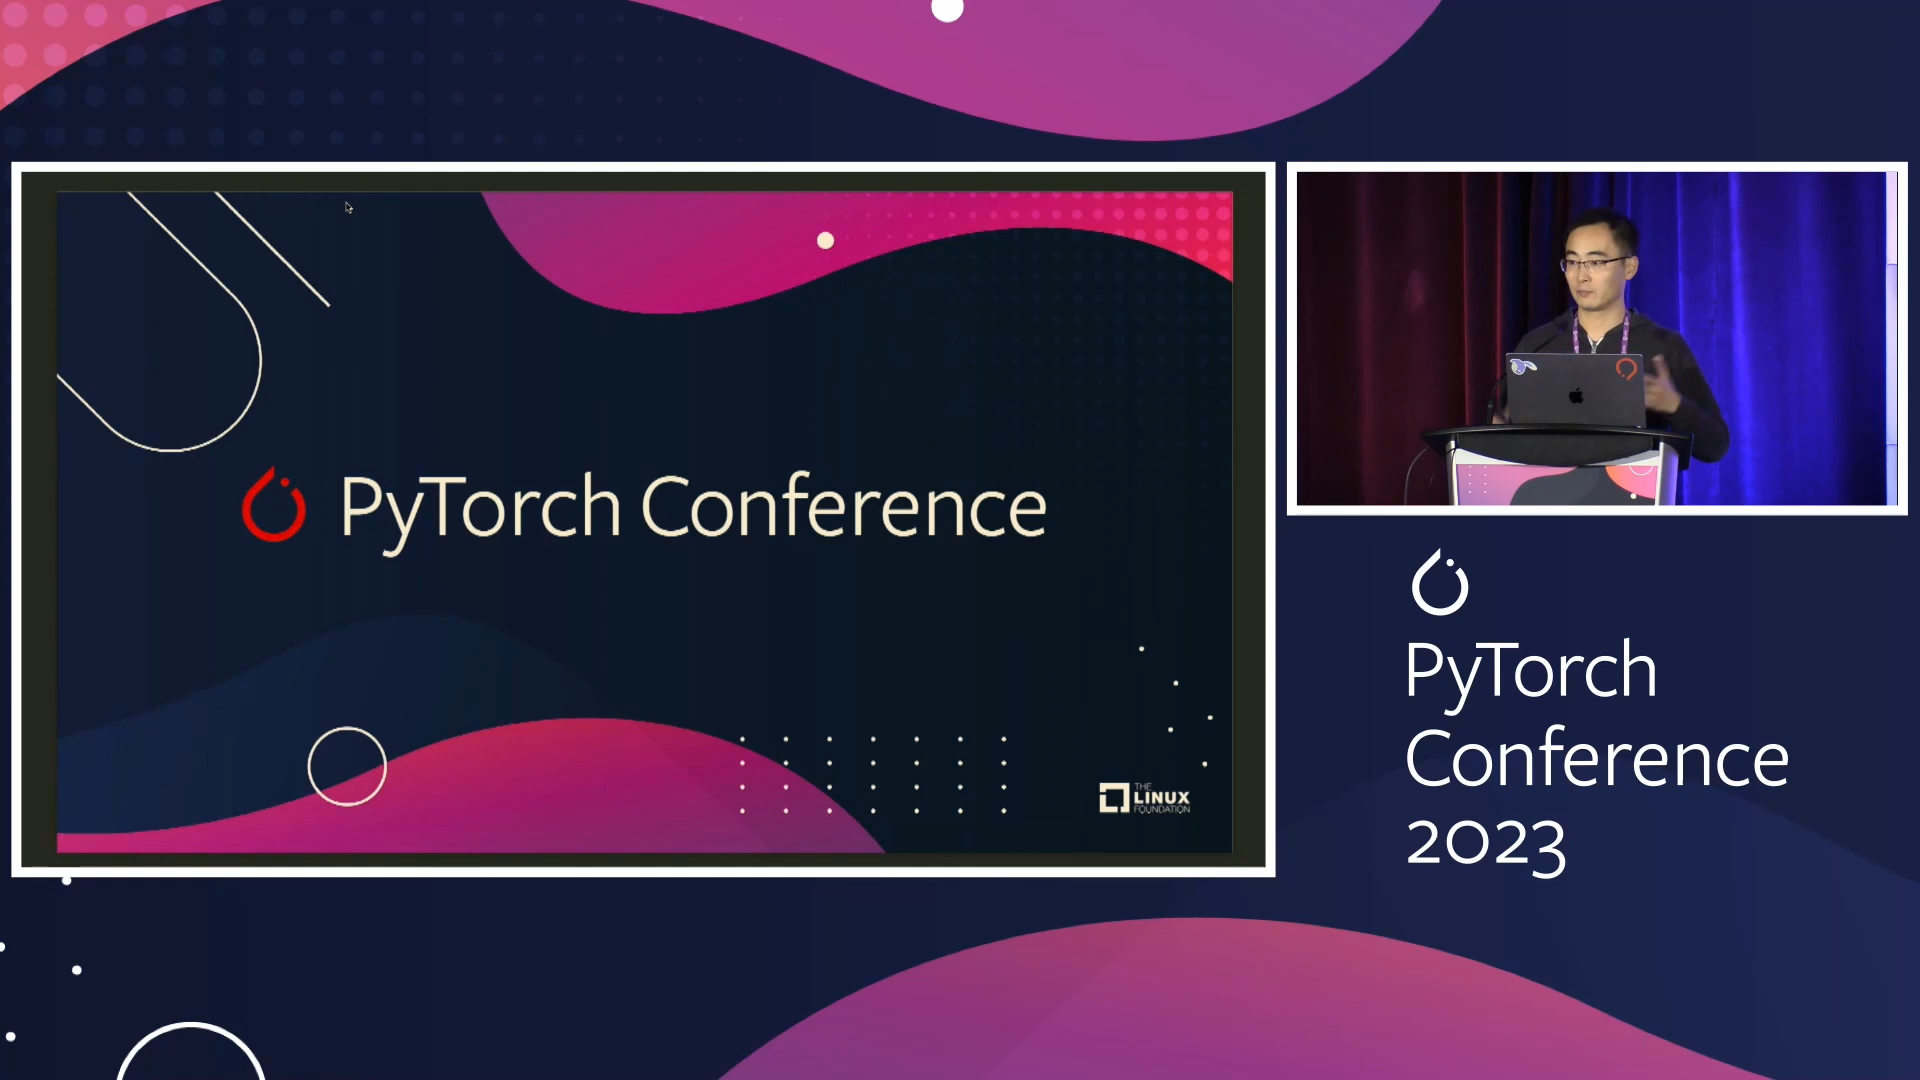 PyTorch Conference
THE
LINUX
FOUNDATION
PyTorch
Conference
2023